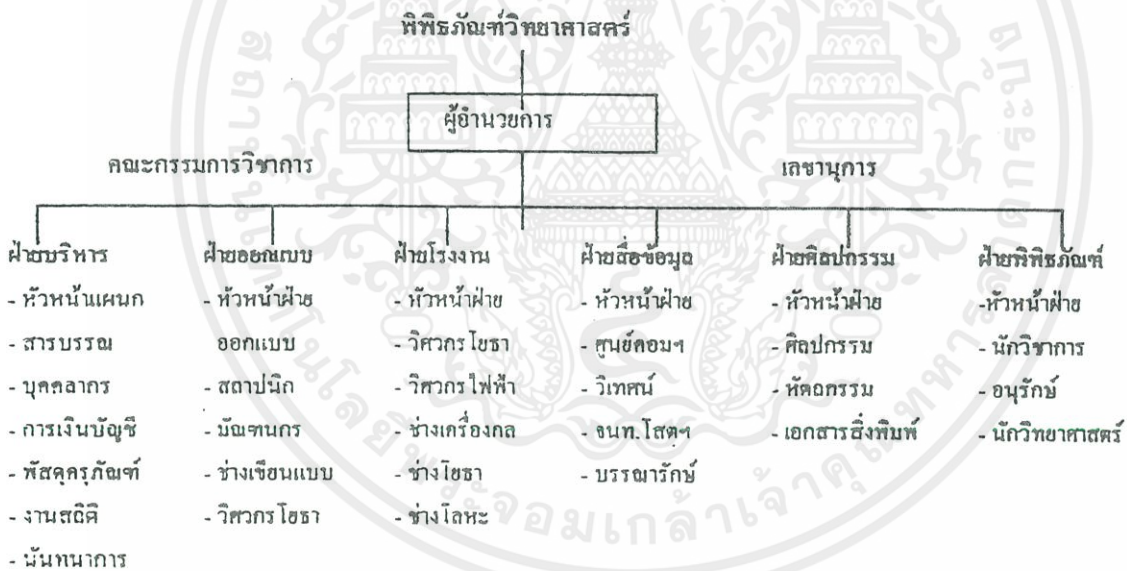 พิพิธภัณฑ์วิทยาศาสตร์
ผู้อำนวยการ
คณะกรรมการวิชาการ
เลขานุการ
ฝ่ายบริหาร
- หัวหน้าแผนก
- สารบรรณ
- บุคคลากร
- การเงินบัญชี
- พัสดุครุภัณฑ์
- งานสถิติ
- นันทนาการ
ฝ่ายออกแบบ
- หัวหน้าฝ่าย
ออกแบบ
- สถาปนิก
- มัณฑนกร
- ช่างเขียนแบบ
- วิศวกรโยธา
ฝ่ายโรงงาน
- หัวหน้าฝ่าย
- วิศวกรโยธา
- วิศวกรไฟฟ้า
- ช่างเครื่องกล
- ช่างโยธา
- ช่างโลหะ
ฝ่ายสื่อข้อมูล
- หัวหน้าฝ่าย
- ศูนย์คอมฯ
- วิเทศน์
- จนท.โสตฯ
- บรรณารักษ์
ฝ่ายศิลปกรรม
- หัวหน้าฝ่าย
- ศิลปกรรม
- หัตถกรรม
- เอกสารสิ่งพิมพ์
ฝ่ายพิพิธภัณฑ์
-หัวหน้าฝ่าย
- นักวิชาการ
- อนุรักษ์
- นักวิทยาศาสตร์